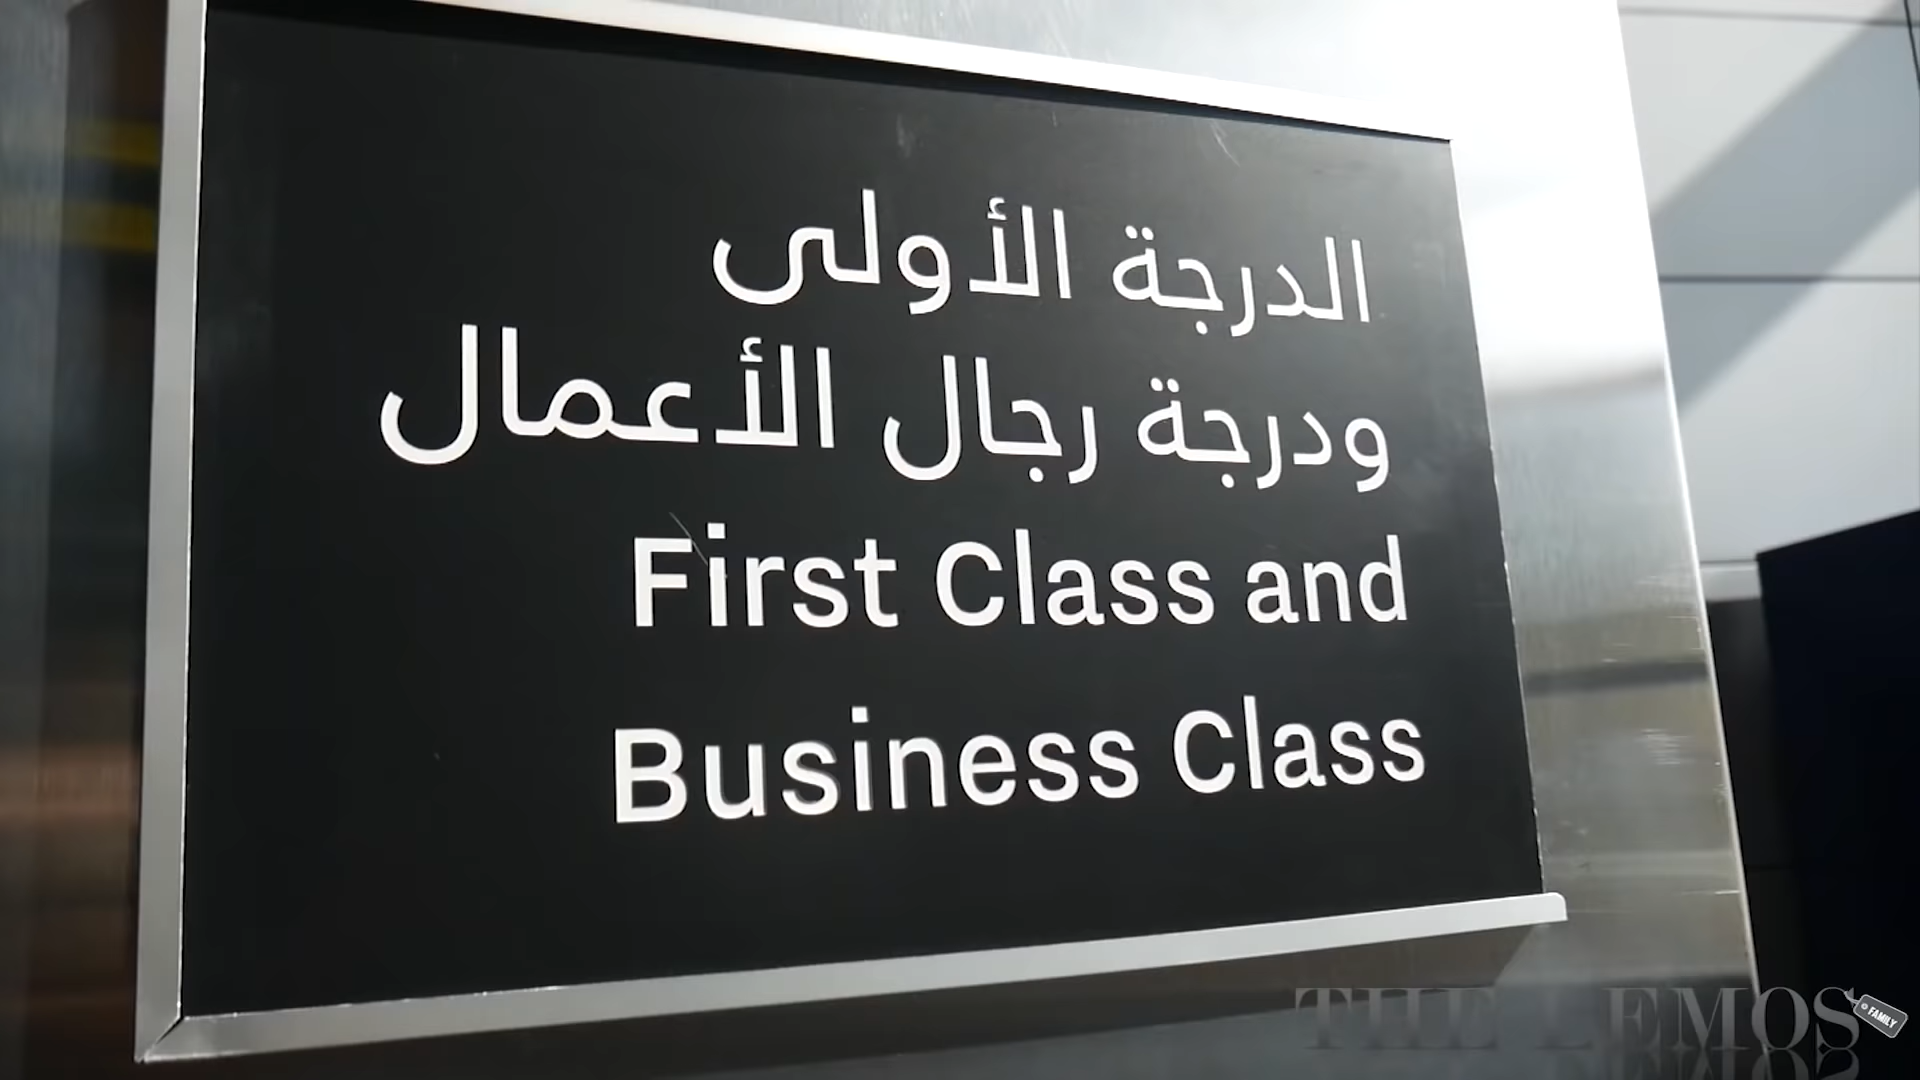 الدرجة الأولى
ودرجة رجال الأعمال
First Class and
Business Class
THE LEMOS
FAMILY